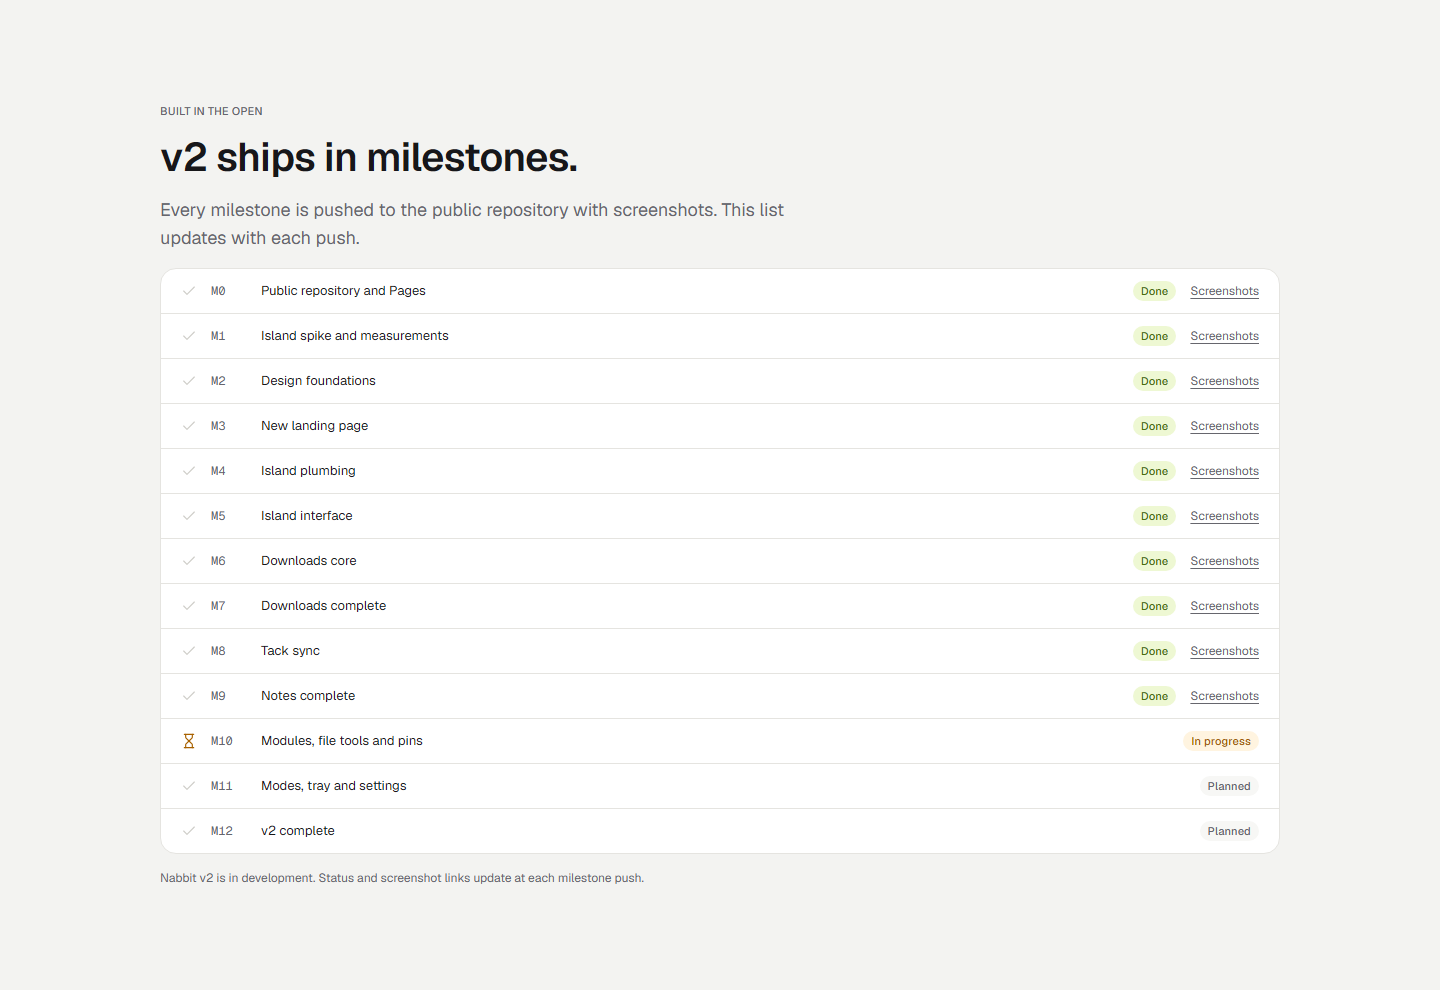 BUILT IN THE OPEN
v2 ships in milestones.
Every milestone is pushed to the public repository with screenshots. This list
updates with each push.
M0 Public repository and Pages Done Screenshots
M1 Island spike and measurements Done Screenshots
M2 Design foundations Done Screenshots
M3 New landing page Done Screenshots
M4 Island plumbing Done Screenshots
M5 Island interface Done Screenshots
M6 Downloads core Done Screenshots
M7 Downloads complete Done Screenshots
M8 Tack sync Done Screenshots
M9 Notes complete Done Screenshots
M10 Modules, file tools and pins In progress
M11 Modes, tray and settings Planned
M12 v2 complete Planned
Nabbit v2 is in development. Status and screenshot links update at each milestone push.